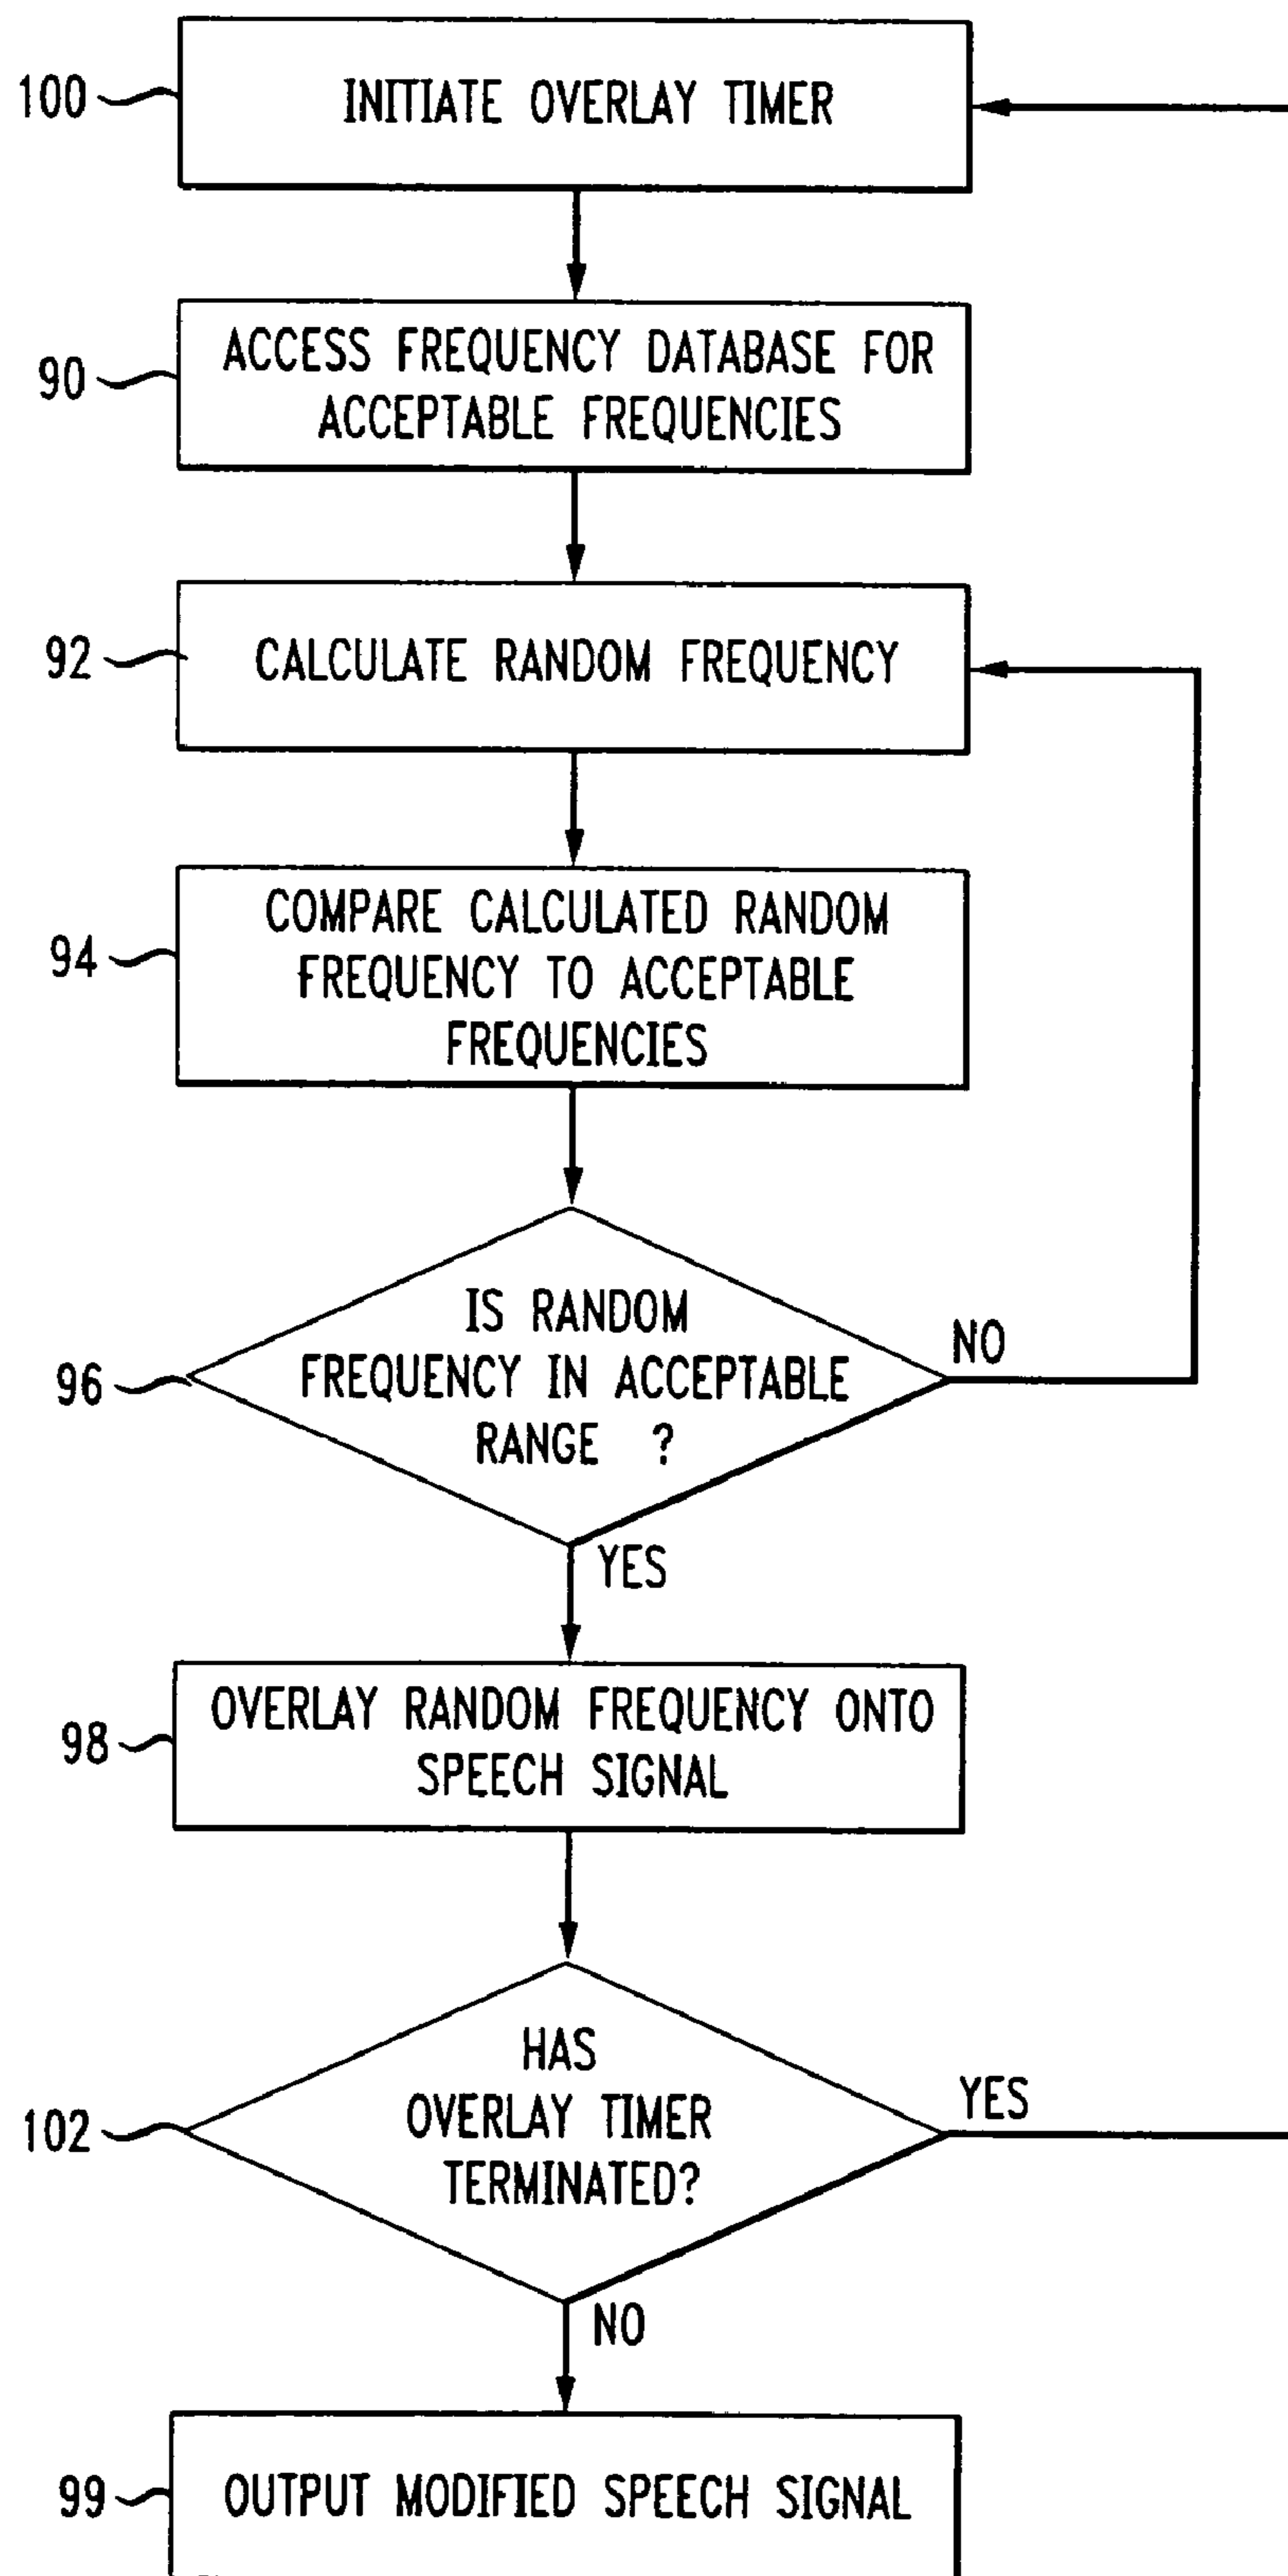 100
INITIATE OVERLAY TIMER
90
ACCESS FREQUENCY DATABASE FOR
ACCEPTABLE FREQUENCIES
92
CALCULATE RANDOM FREQUENCY
94
COMPARE CALCULATED RANDOM
FREQUENCY TO ACCEPTABLE
FREQUENCIES
96
IS RANDOM
FREQUENCY IN ACCEPTABLE
RANGE ?
NO
YES
98
OVERLAY RANDOM FREQUENCY ONTO
SPEECH SIGNAL
102
HAS
OVERLAY TIMER
TERMINATED?
YES
NO
99
OUTPUT MODIFIED SPEECH SIGNAL